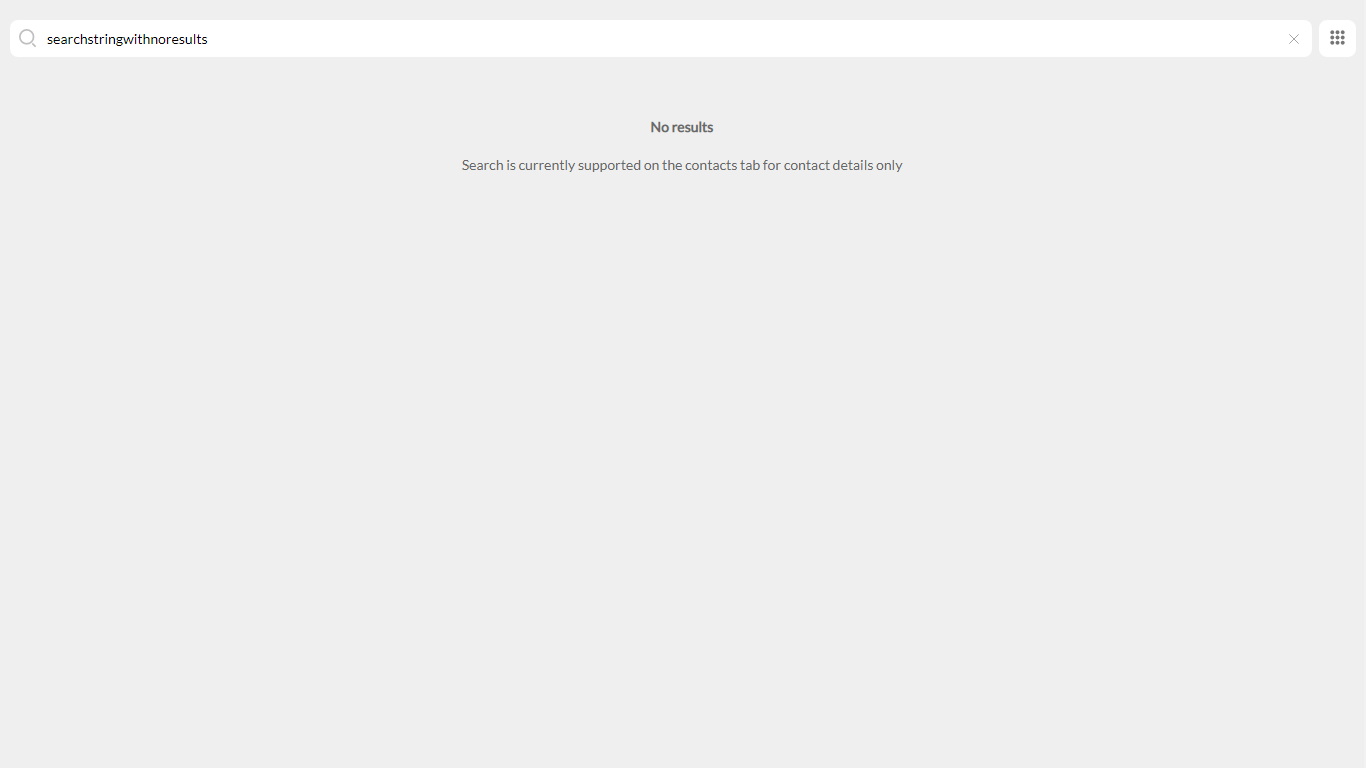 searchstringwithnoresults
No results
Search is currently supported on the contacts tab for contact details only